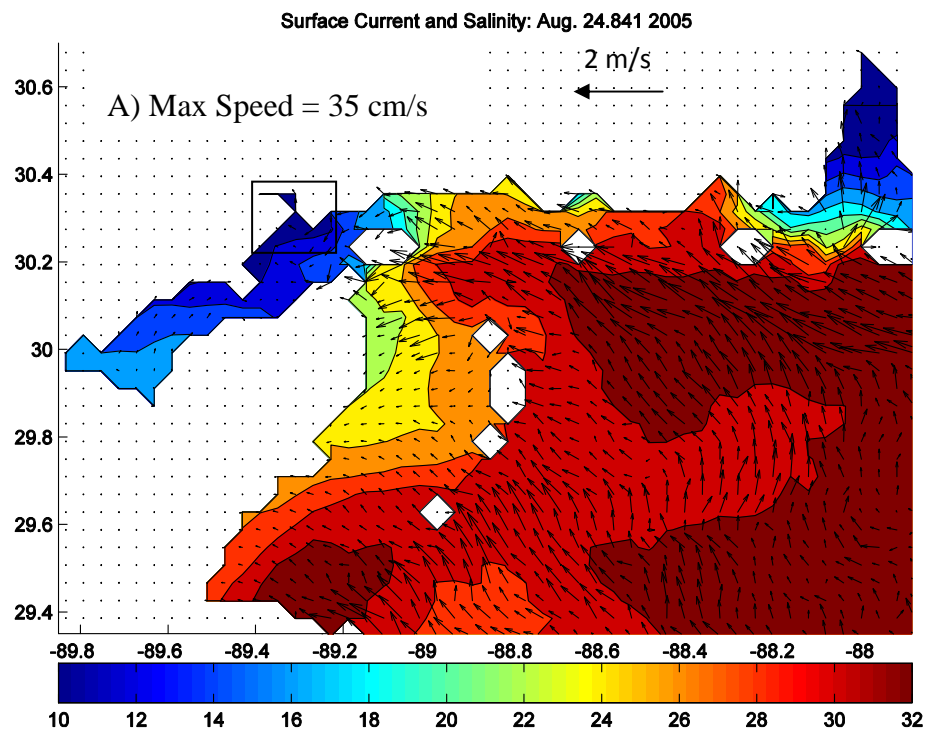 Surface Current and Salinity: Aug. 24.841 2005
2 m/s
A) Max Speed = 35 cm/s
30.6
30.4
30.2
30
29.8
29.6
29.4
-89.8 -89.6 -89.4 -89.2 -89 -88.8 -88.6 -88.4 -88.2 -88
10 12 14 16 18 20 22 24 26 28 30 32